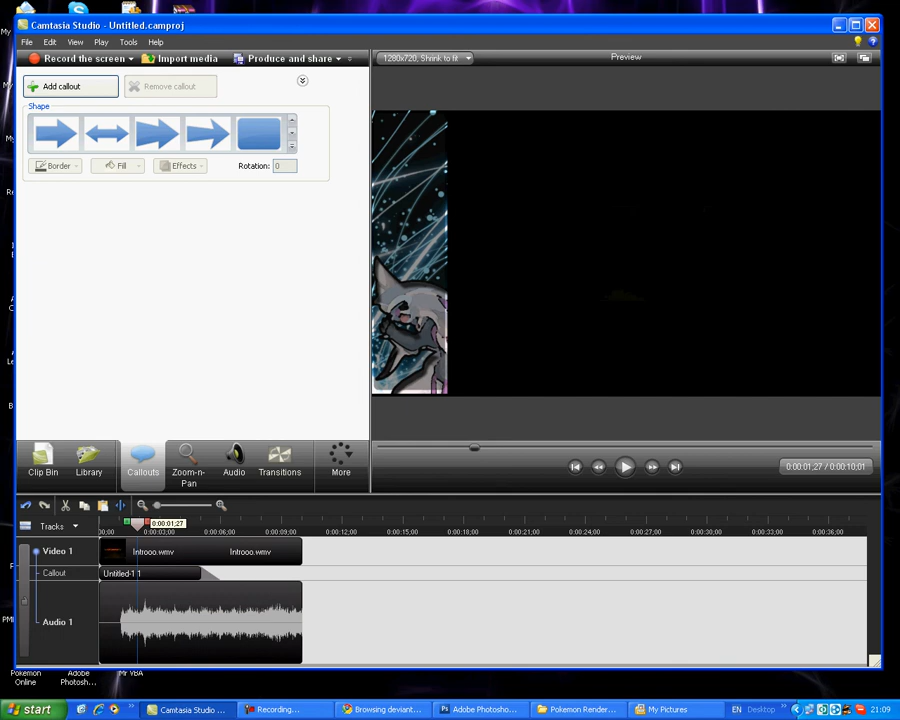 Camtasia Studio - Untitled.camproj
File Edit View Play Tools Help
Record the screen Import media Produce and share
1280x720, Shrink to fit Preview
Add callout Remove callout
Shape
Border Fill Effects Rotation: 0
0:00:01;27 / 0:00:10;01
Clip Bin Library Callouts Zoom-n-Pan Audio Transitions More
0:00:01;27
Tracks 00;00 0:00:03;00 0:00:06;00 0:00:09;00 0:00:12;00 0:00:15;00 0:00:18;00 0:00:21;00 0:00:24;00 0:00:27;00 0:00:30;00 0:00:33;00 0:00:36;00
Video 1 Introoo.wmv Introoo.wmv
Callout Untitled-1 1
Audio 1
Pokemon Online Adobe Photosh... Mr VBA
start Camtasia Studio ... Recording... Browsing deviant... Adobe Photosho... Pokemon Render... My Pictures EN Desktop 21:09